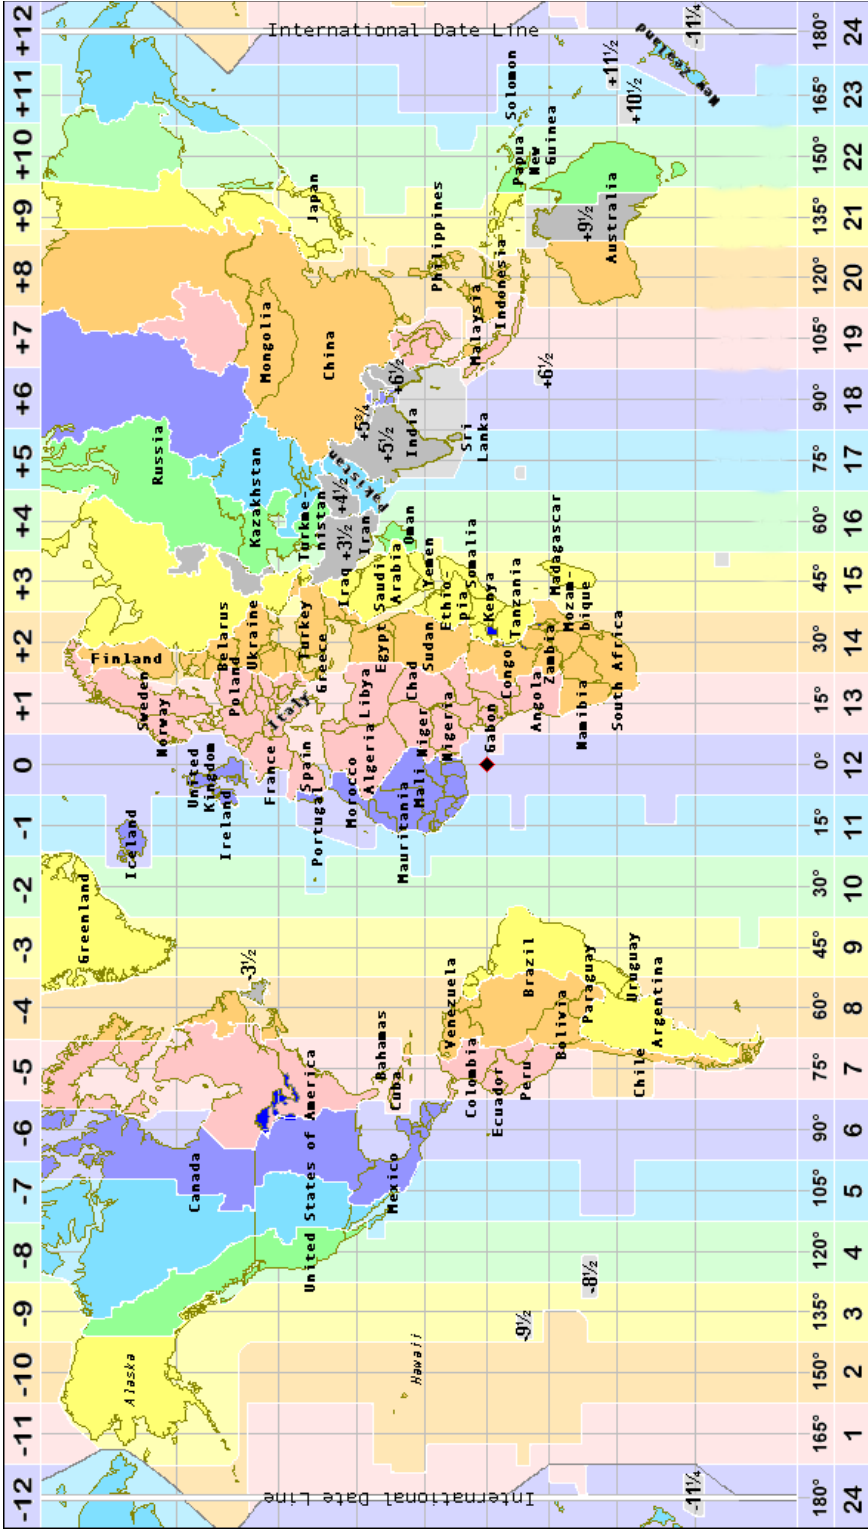 -12 -11 -10 -9 -8 -7 -6 -5 -4 -3 -2 -1 0 +1 +2 +3 +4 +5 +6 +7 +8 +9 +10 +11 +12
Greenland
Alaska
Iceland
Finland
Sweden
Norway
Russia
Canada
United
Kingdom
Ireland
Belarus
Poland
Ukraine
Kazakhstan
-3½
Mongolia
France
Italy
United States of America
Portugal
Spain
Greece
Turkey
Turkme-
nistan
Japan
China
Morocco
Algeria
Libya
Egypt
Iraq
+3½
Iran
+4½
Pakistan
+5¾
+5½
India
+6½
Bahamas
Cuba
Mexico
Hawaii
Mauritania
Mali
Niger
Chad
Sudan
Nigeria
Saudi
Arabia
Oman
Yemen
Ethio-
pia
Somalia
Philippines
Venezuela
Colombia
Ecuador
Peru
Brazil
Bolivia
Paraguay
Uruguay
Argentina
Chile
Gabon
Congo
Kenya
Tanzania
Angola
Zambia
Namibia
South Africa
Mozam-
bique
Madagascar
Sri
Lanka
Malaysia
Indonesia
Papua
New
Guinea
Solomon
+6½
+9½
Australia
+10½
+11½
New Zealand
-9½
-8½
-11¼
-11¼
International Date Line
International Date Line
180° 165° 150° 135° 120° 105° 90° 75° 60° 45° 30° 15° 0° 15° 30° 45° 60° 75° 90° 105° 120° 135° 150° 165° 180°
24 1 2 3 4 5 6 7 8 9 10 11 12 13 14 15 16 17 18 19 20 21 22 23 24